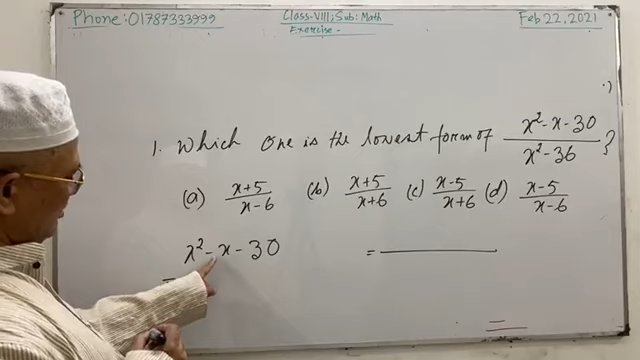 Phone: 01787333999
Class-VIII; Sub: Math
Exercise -
Feb 22, 2021
1. Which one is the lowest form of (x² - x - 30)/(x² - 36) ?
(a) (x+5)/(x-6) (b) (x+5)/(x+6) (c) (x-5)/(x+6) (d) (x-5)/(x-6)
x² - x - 30 =
=